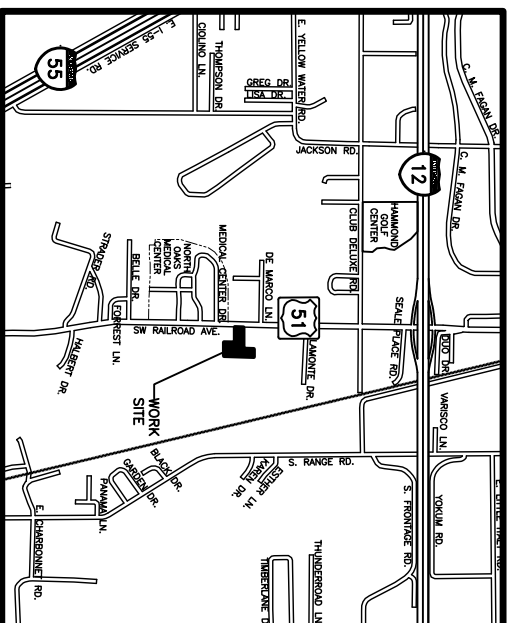 E. I-55 SERVICE RD.
55
CIOLINO LN.
THOMPSON DR
GREG DR.
LISA DR.
E. YELLOW WATER RD.
JACKSON RD.
C. M. FAGAN DR.
C. M. FAGAN DR.
12
HAMMOND
GOLF
CENTER
CLUB DELUXE RD.
STRADER RD.
BELLE DR.
NORTH
OAKS
MEDICAL
CENTER
MEDICAL CENTER DR.
DE MARCO LN.
51
SEALE PLACE RD.
DUO DR.
FORREST LN.
SW RAILROAD AVE.
LAMONTE DR.
HALBERT DR.
WORK
SITE
VARISCO LN.
BLACK DR.
GARDEN DR.
PANAMA LN.
KAREN DR.
ESTHER LN.
S. RANGE RD.
S. FRONTAGE RD.
YOKUM RD.
E. CHARBONNET RD.
TIMBERLANE D
THUNDERROAD LN